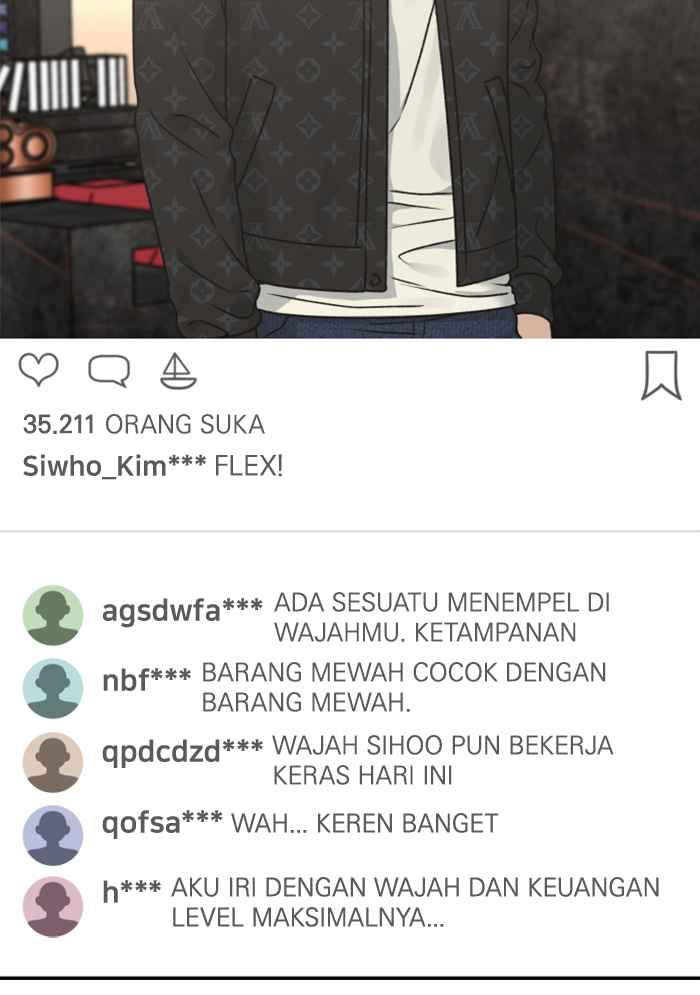 35.211 ORANG SUKA
Siwho_Kim*** FLEX!
agsdwfa*** ADA SESUATU MENEMPEL DI
WAJAHMU. KETAMPANAN
nbf*** BARANG MEWAH COCOK DENGAN
BARANG MEWAH.
qpdcdzd*** WAJAH SIHOO PUN BEKERJA
KERAS HARI INI
qofsa*** WAH... KEREN BANGET
h*** AKU IRI DENGAN WAJAH DAN KEUANGAN
LEVEL MAKSIMALNYA...